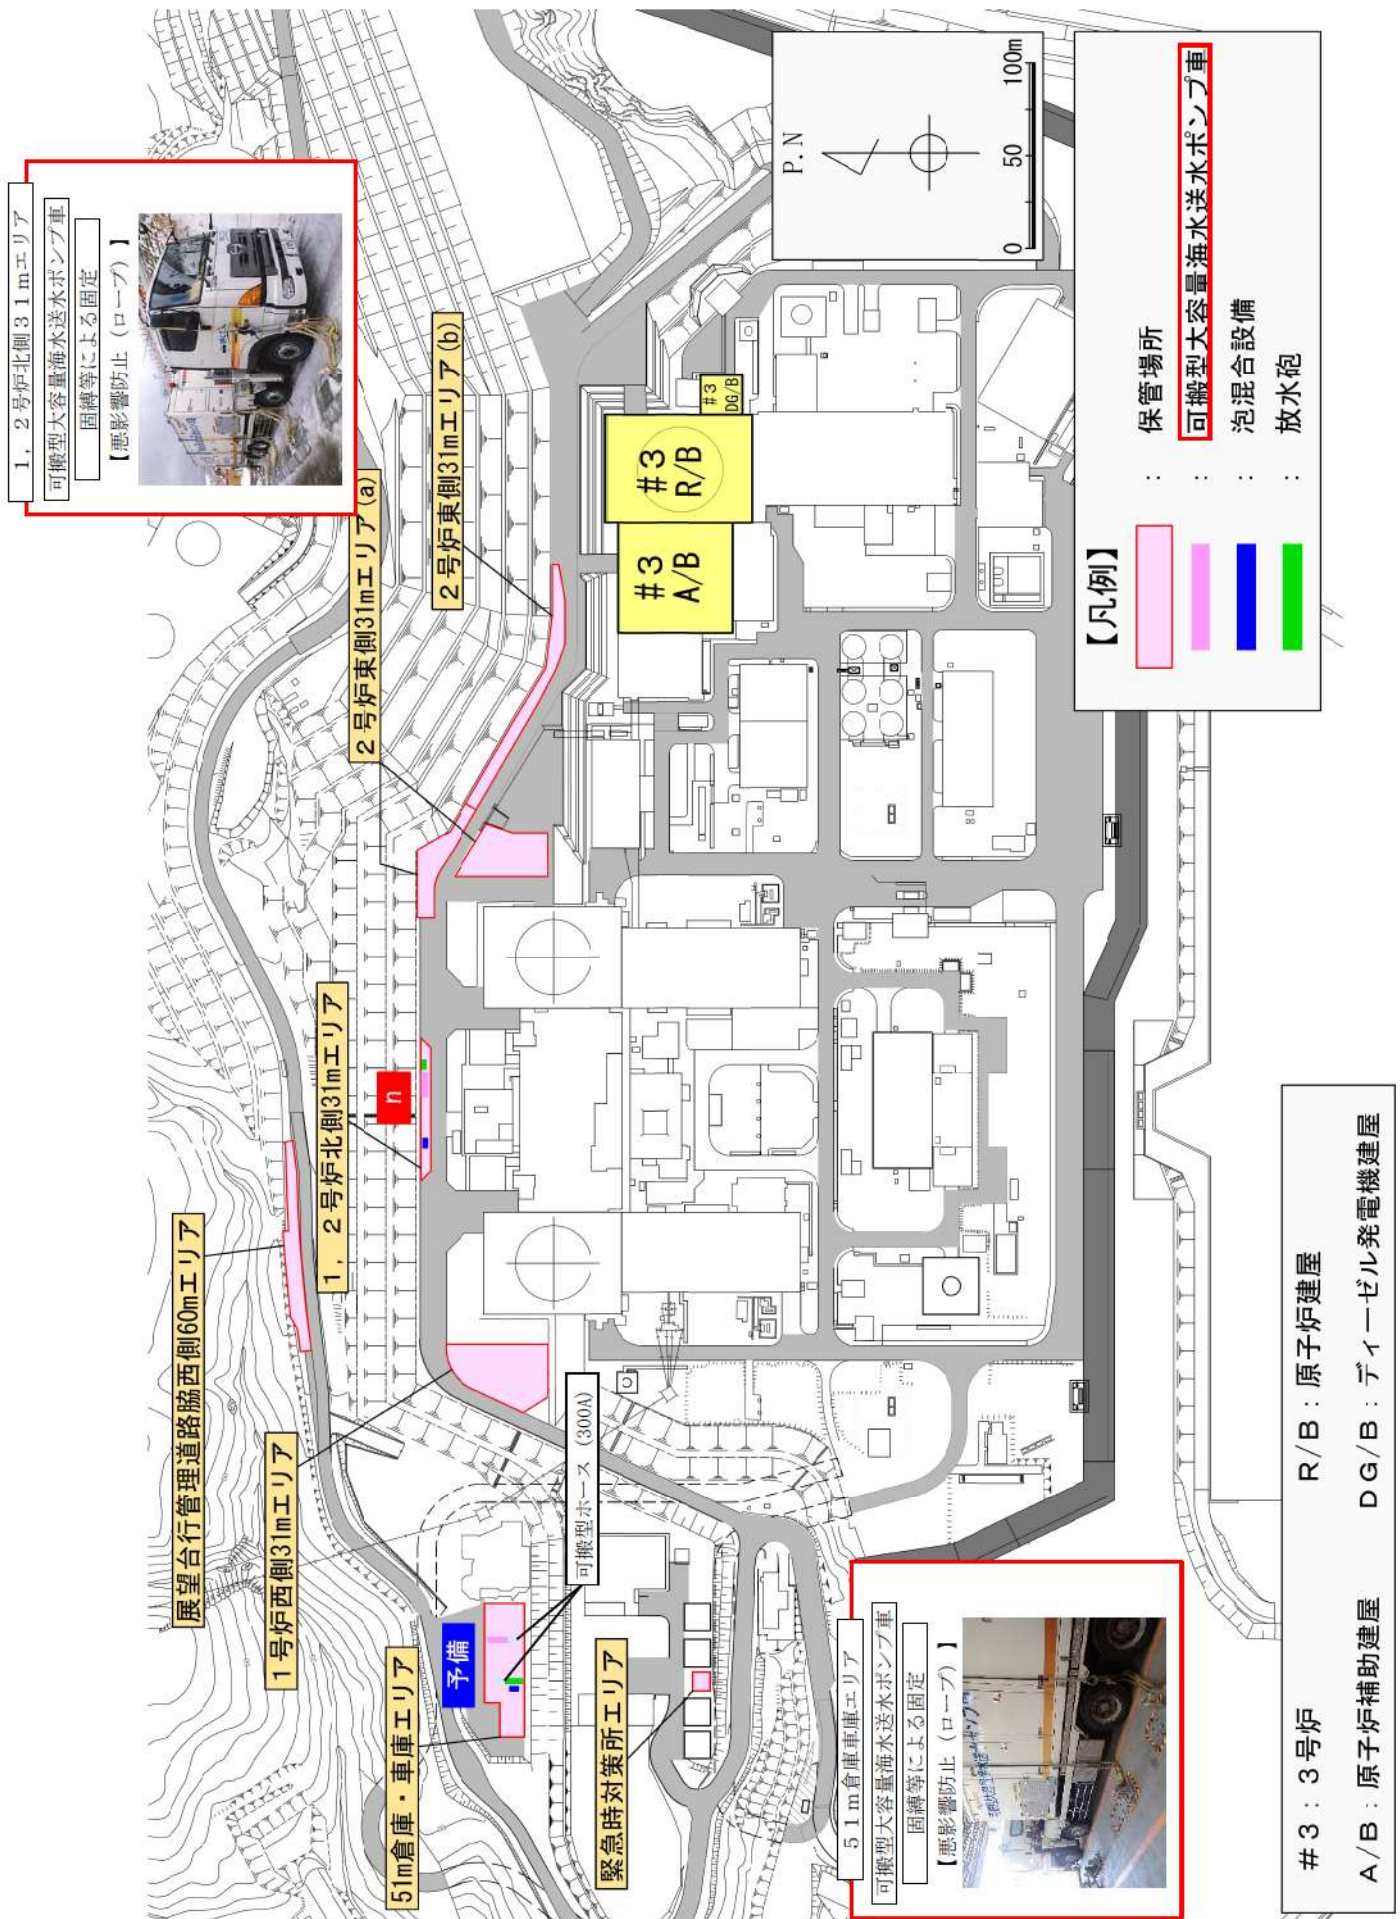 １，２号炉北側３１ｍエリア
可搬型大容量海水送水ポンプ車
固縛等による固定
【悪影響防止（ロープ）】
展望台行管理道路脇西側60mエリア
１号炉西側31mエリア
１，２号炉北側31mエリア
２号炉東側31mエリア(a)
２号炉東側31mエリア(b)
51m倉庫・車庫エリア
緊急時対策所エリア
予備
n
可搬型ホース（300A）
#3
A/B
#3
R/B
#3
DG/B
P.N
0 50 100m
５１ｍ倉庫車庫エリア
可搬型大容量海水送水ポンプ車
固縛等による固定
【悪影響防止（ロープ）】
【凡例】
：保管場所
：可搬型大容量海水送水ポンプ車
：泡混合設備
：放水砲
＃３：３号炉
R/B：原子炉建屋
A/B：原子炉補助建屋
DG/B：ディーゼル発電機建屋